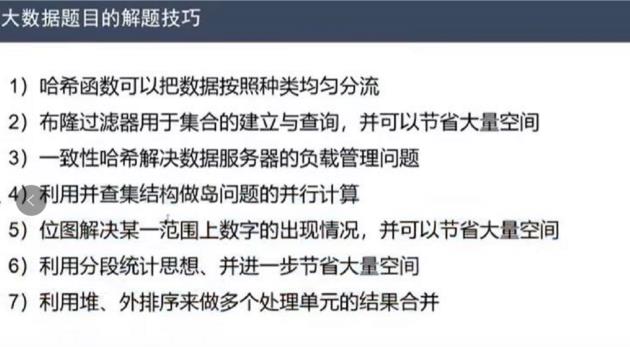 大数据题目的解题技巧
1）哈希函数可以把数据按照种类均匀分流
2）布隆过滤器用于集合的建立与查询，并可以节省大量空间
3）一致性哈希解决数据服务器的负载管理问题
4）利用并查集结构做岛问题的并行计算
5）位图解决某一范围上数字的出现情况，并可以节省大量空间
6）利用分段统计思想、并进一步节省大量空间
7）利用堆、外排序来做多个处理单元的结果合并